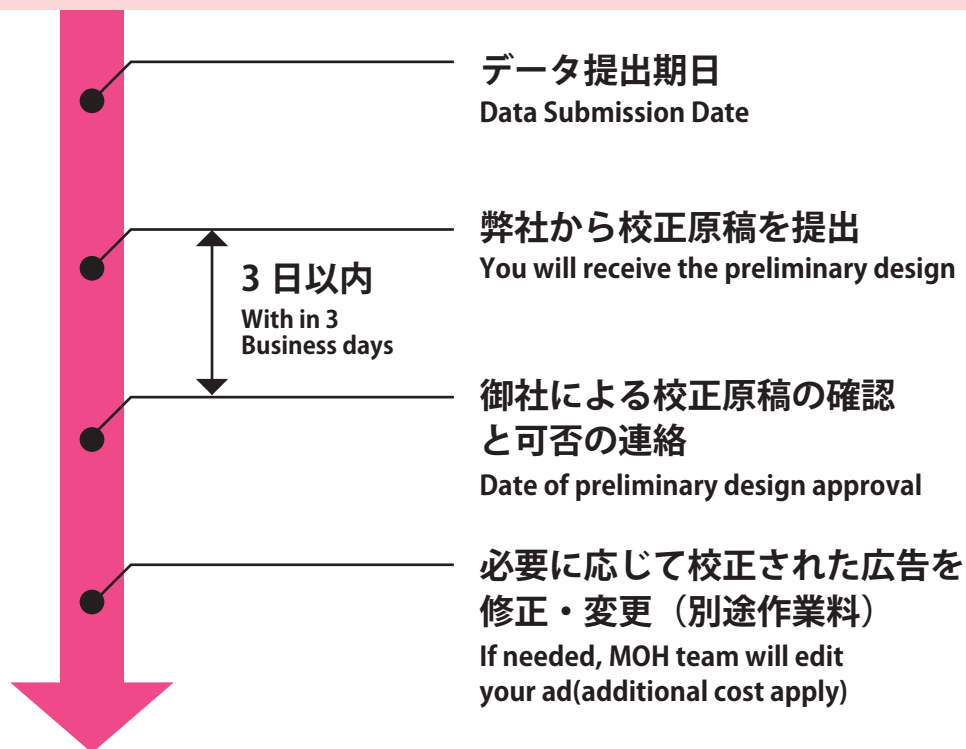 データ提出期日
Data Submission Date
弊社から校正原稿を提出
You will receive the preliminary design
3 日以内
With in 3
Business days
御社による校正原稿の確認
と可否の連絡
Date of preliminary design approval
必要に応じて校正された広告を
修正・変更（別途作業料）
If needed, MOH team will edit
your ad(additional cost apply)